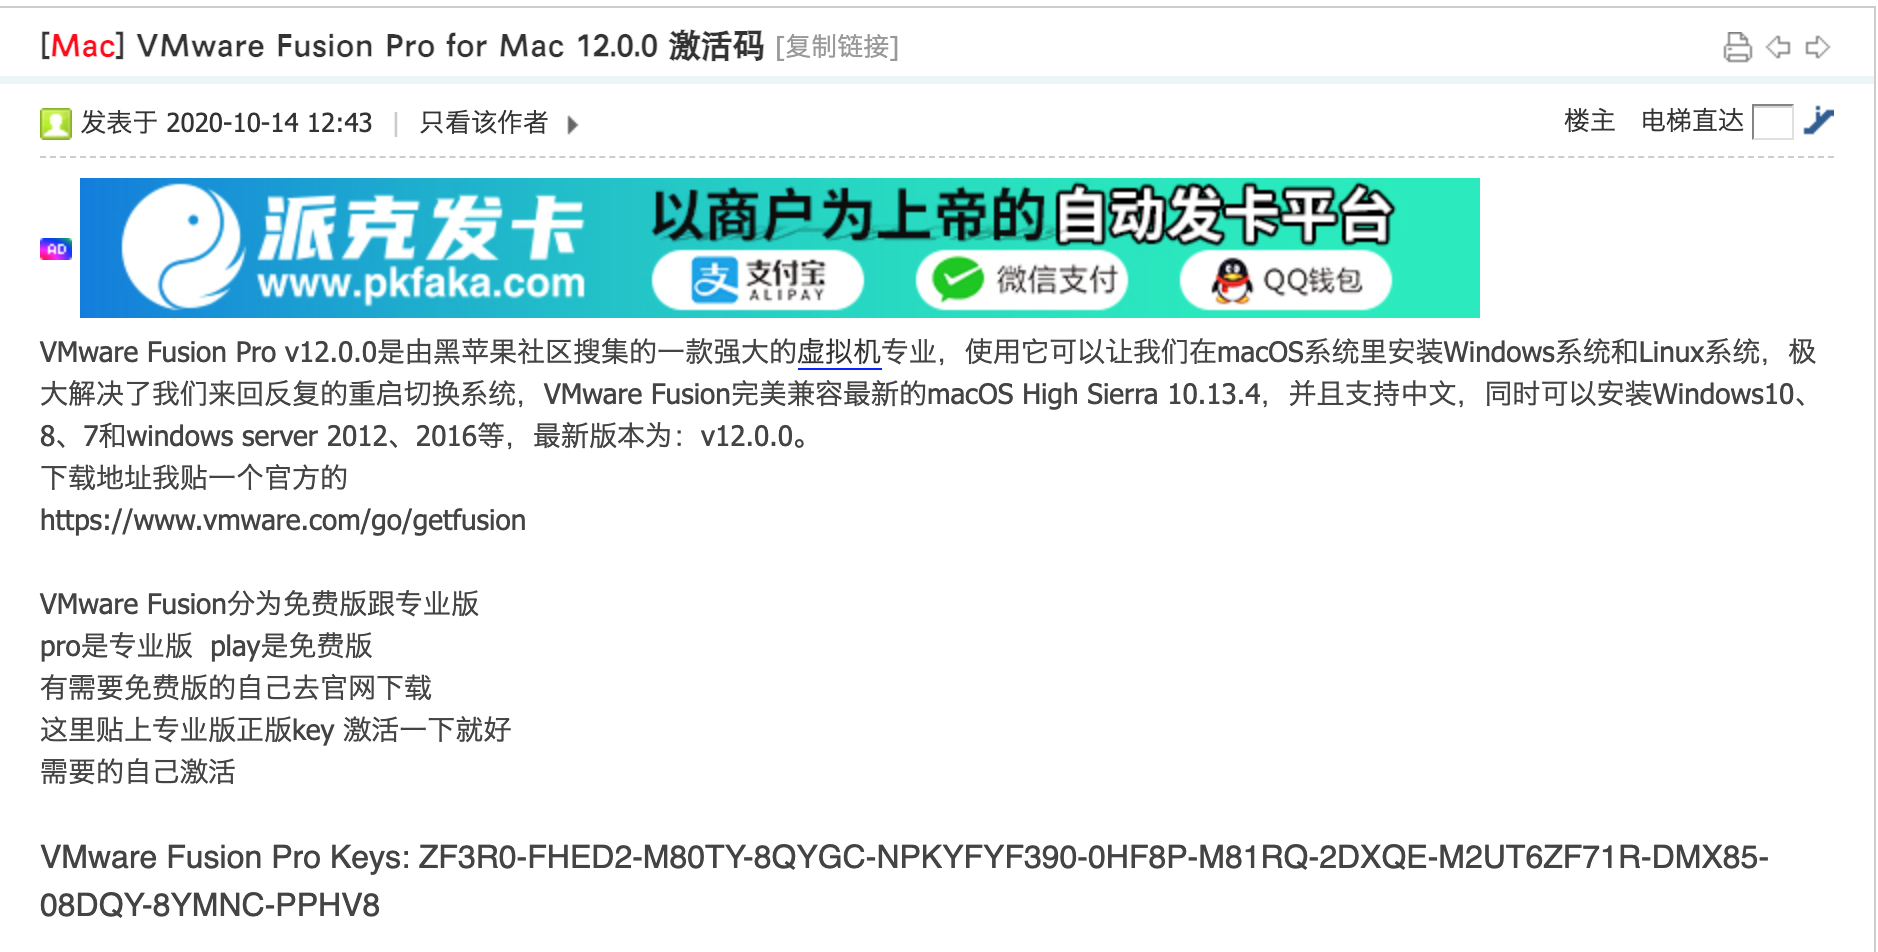 [Mac] VMware Fusion Pro for Mac 12.0.0 激活码 [复制链接]
发表于 2020-10-14 12:43 | 只看该作者
楼主 电梯直达
AD
派克发卡
www.pkfaka.com
以商户为上帝的自动发卡平台
支 支付宝 ALIPAY 微信支付 QQ钱包
VMware Fusion Pro v12.0.0是由黑苹果社区搜集的一款强大的虚拟机专业，使用它可以让我们在macOS系统里安装Windows系统和Linux系统，极
大解决了我们来回反复的重启切换系统，VMware Fusion完美兼容最新的macOS High Sierra 10.13.4，并且支持中文，同时可以安装Windows10、
8、7和windows server 2012、2016等，最新版本为：v12.0.0。
下载地址我贴一个官方的
https://www.vmware.com/go/getfusion
VMware Fusion分为免费版跟专业版
pro是专业版 play是免费版
有需要免费版的自己去官网下载
这里贴上专业版正版key 激活一下就好
需要的自己激活
VMware Fusion Pro Keys: ZF3R0-FHED2-M80TY-8QYGC-NPKYFYF390-0HF8P-M81RQ-2DXQE-M2UT6ZF71R-DMX85-
08DQY-8YMNC-PPHV8